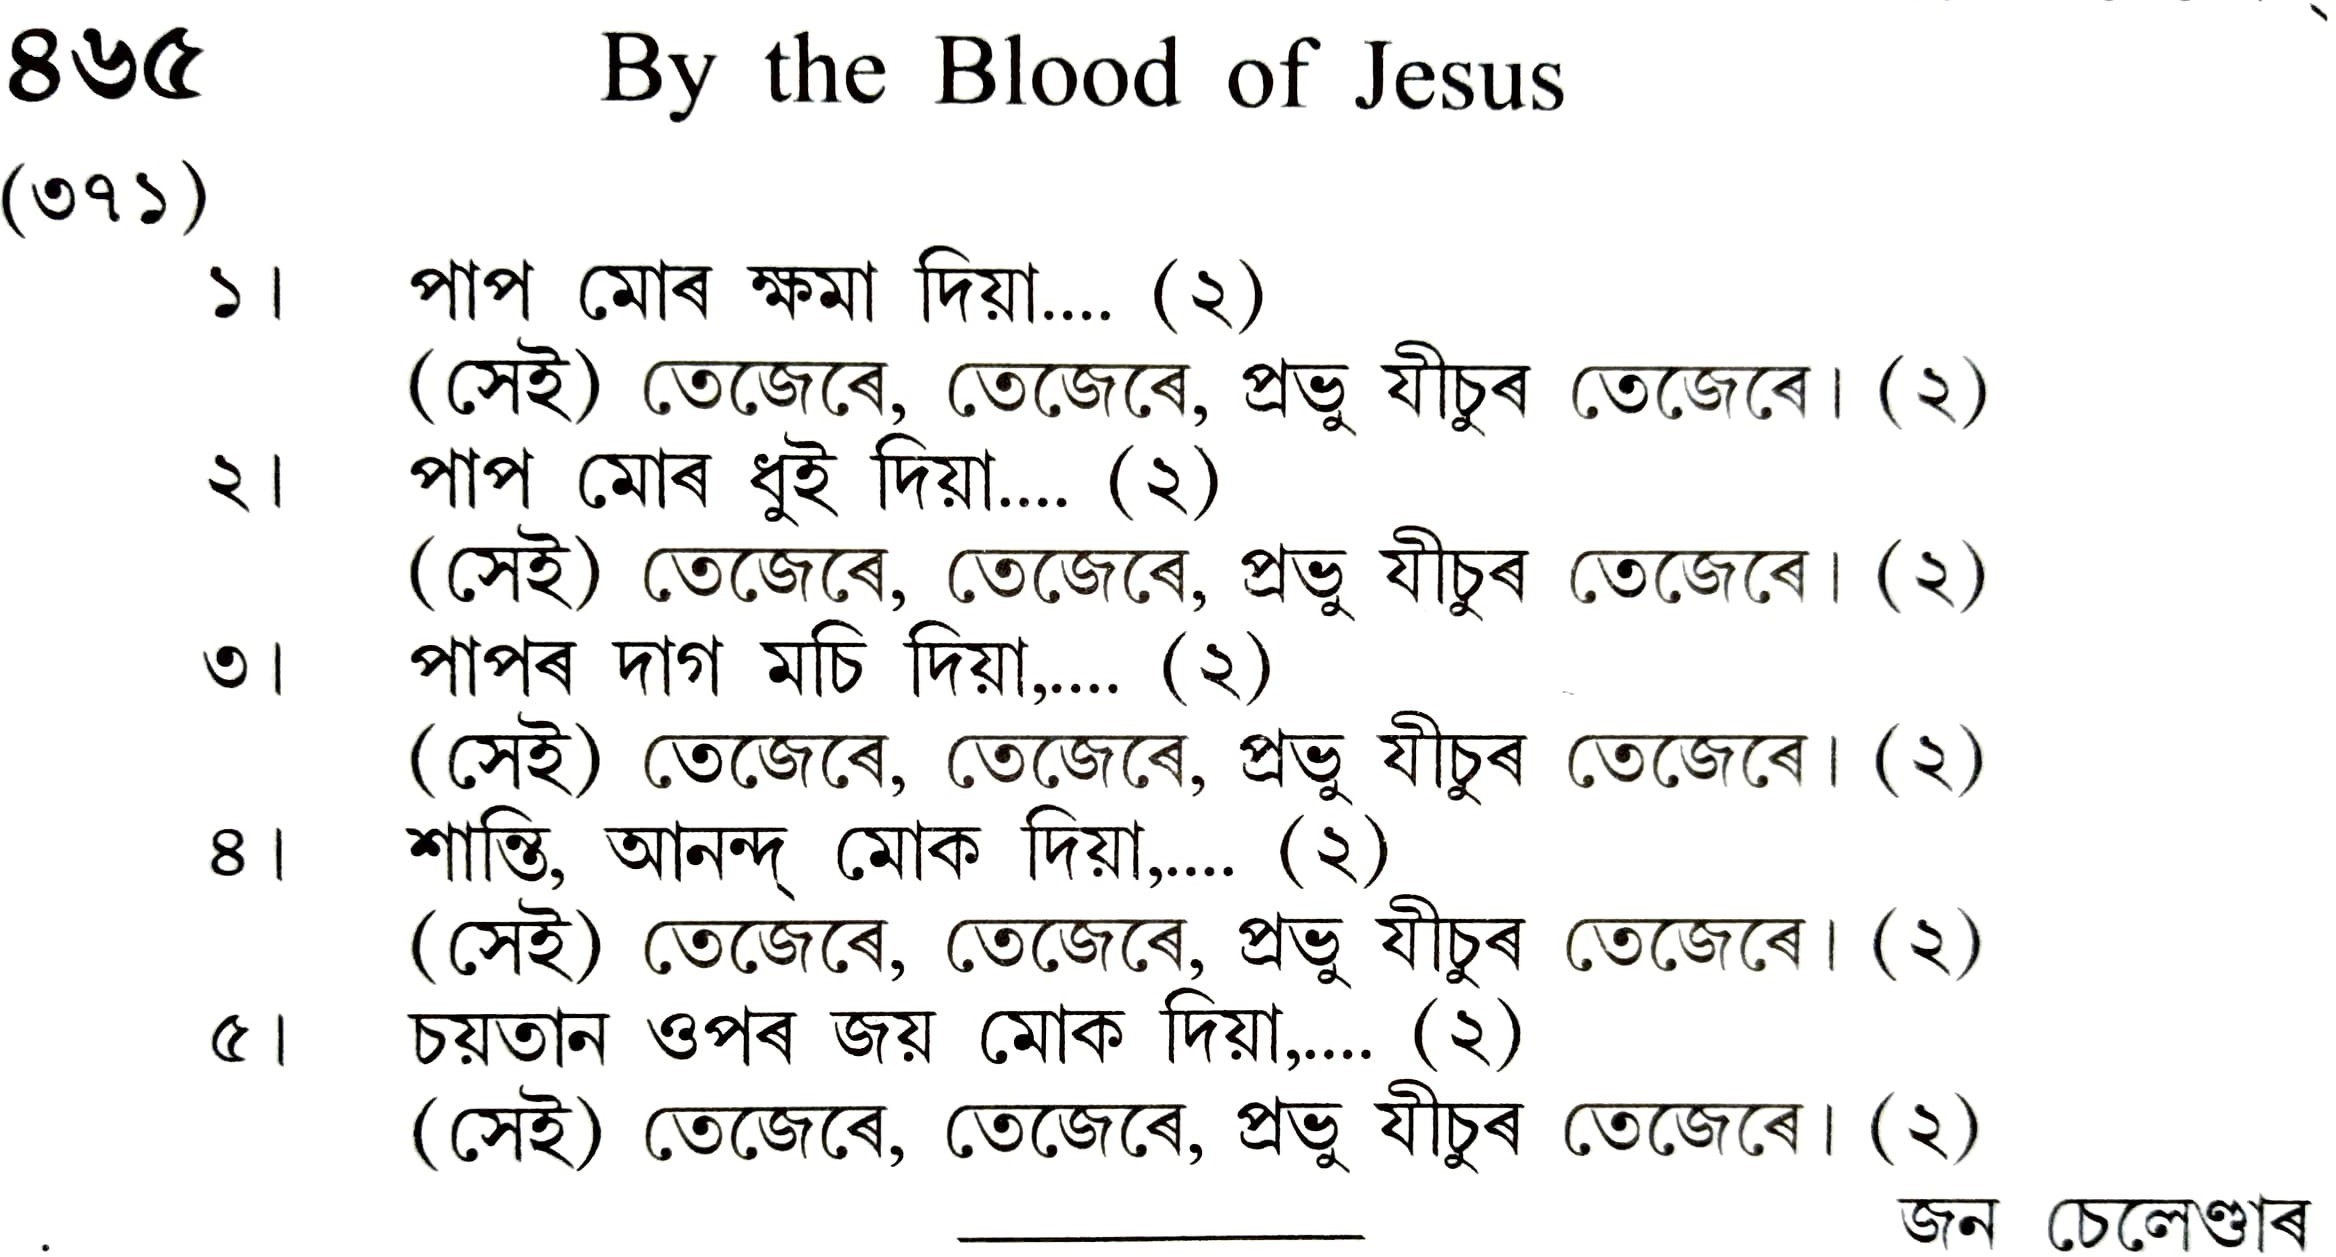 ৪৬৫ By the Blood of Jesus
(৩৭১)
১। পাপ মোৰ ক্ষমা দিয়া.... (২)
(সেই) তেজেৰে, তেজেৰে, প্ৰভু যীচুৰ তেজেৰে। (২)
২। পাপ মোৰ ধুই দিয়া.... (২)
(সেই) তেজেৰে, তেজেৰে, প্ৰভু যীচুৰ তেজেৰে। (২)
৩। পাপৰ দাগ মচি দিয়া,.... (২)
(সেই) তেজেৰে, তেজেৰে, প্ৰভু যীচুৰ তেজেৰে। (২)
৪। শান্তি, আনন্দ্ মোক দিয়া,.... (২)
(সেই) তেজেৰে, তেজেৰে, প্ৰভু যীচুৰ তেজেৰে। (২)
৫। চয়তান ওপৰ জয় মোক দিয়া,.... (২)
(সেই) তেজেৰে, তেজেৰে, প্ৰভু যীচুৰ তেজেৰে। (২)
জন চেলেণ্ডাৰ